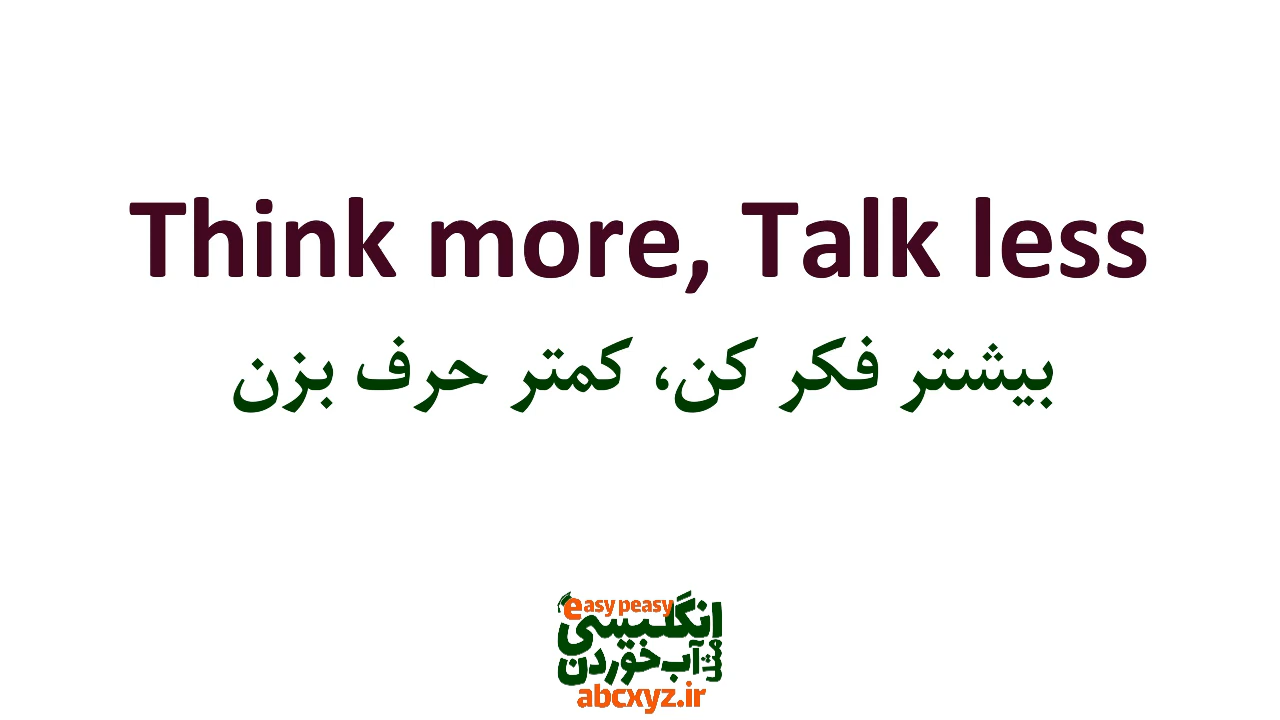 Think more, Talk less
بیشتر فکر کن، کمتر حرف بزن
easy peasy
انگلیسی
مثل آب خوردن
abcxyz.ir